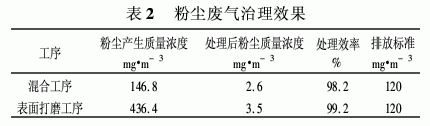 表2 粉尘废气治理效果
工序 粉尘产生质量浓度 mg•m⁻³ 处理后粉尘质量浓度 mg•m⁻³ 处理效率 % 排放标准 mg•m⁻³
混合工序 146.8 2.6 98.2 120
表面打磨工序 436.4 3.5 99.2 120